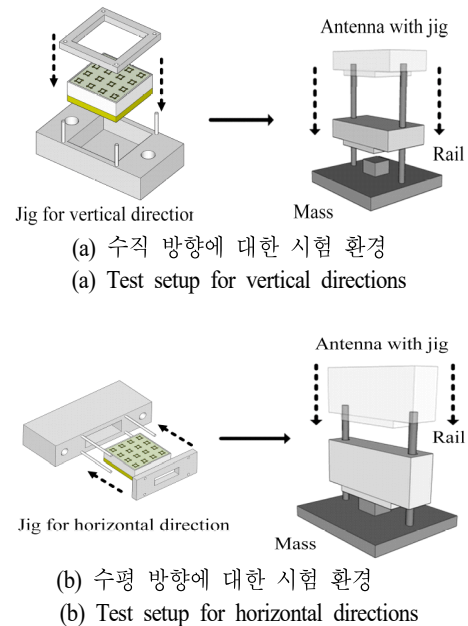 Antenna with jig
Rail
Jig for vertical direction
Mass
(a) 수직 방향에 대한 시험 환경
(a) Test setup for vertical directions
Antenna with jig
Rail
Jig for horizontal direction
Mass
(b) 수평 방향에 대한 시험 환경
(b) Test setup for horizontal directions